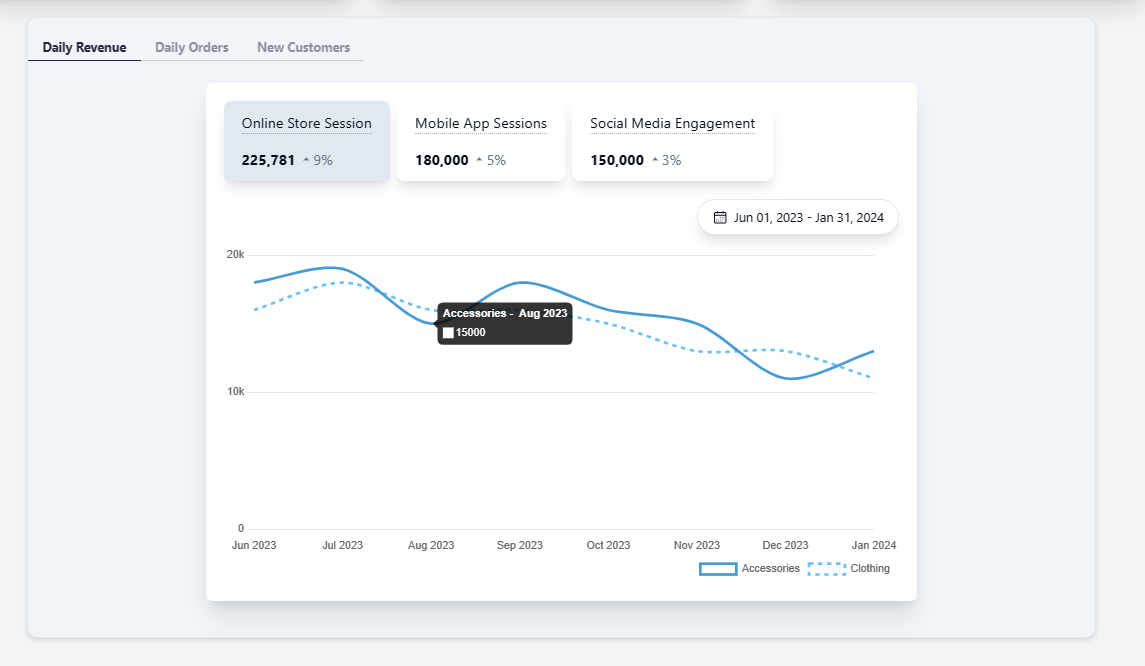 Daily Revenue Daily Orders New Customers
Online Store Session Mobile App Sessions Social Media Engagement
225,781 9% 180,000 5% 150,000 3%
Jun 01, 2023 - Jan 31, 2024
20k
Accessories - Aug 2023
15000
10k
0
Jun 2023 Jul 2023 Aug 2023 Sep 2023 Oct 2023 Nov 2023 Dec 2023 Jan 2024
Accessories Clothing